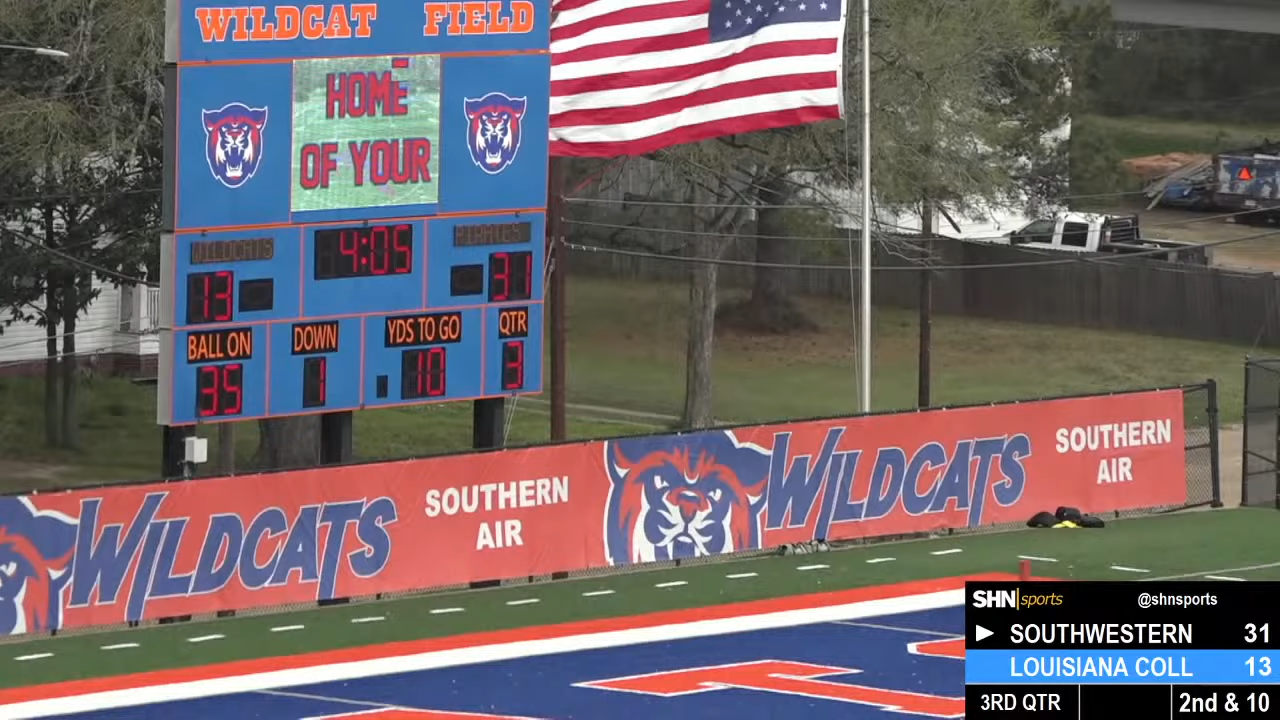 WILDCAT FIELD
HOME
OF YOUR
WILDCATS
4:05
PIRATES
13
31
BALL ON
DOWN
YDS TO GO
QTR
35
1
10
3
WILDCATS
SOUTHERN
AIR
WILDCATS
SOUTHERN
AIR
SHN sports
@shnsports
SOUTHWESTERN 31
LOUISIANA COLL 13
3RD QTR
2nd & 10